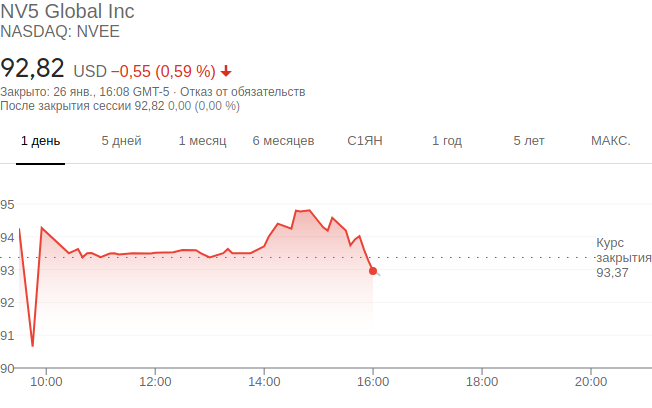 NV5 Global Inc
NASDAQ: NVEE
92,82 USD −0,55 (0,59 %)
Закрыто: 26 янв., 16:08 GMT-5 · Отказ от обязательств
После закрытия сессии 92,82 0,00 (0,00 %)
1 день 5 дней 1 месяц 6 месяцев С1ЯН 1 год 5 лет МАКС.
95
94
Курс
закрытия
93,37
93
92
91
90
10:00 12:00 14:00 16:00 18:00 20:00